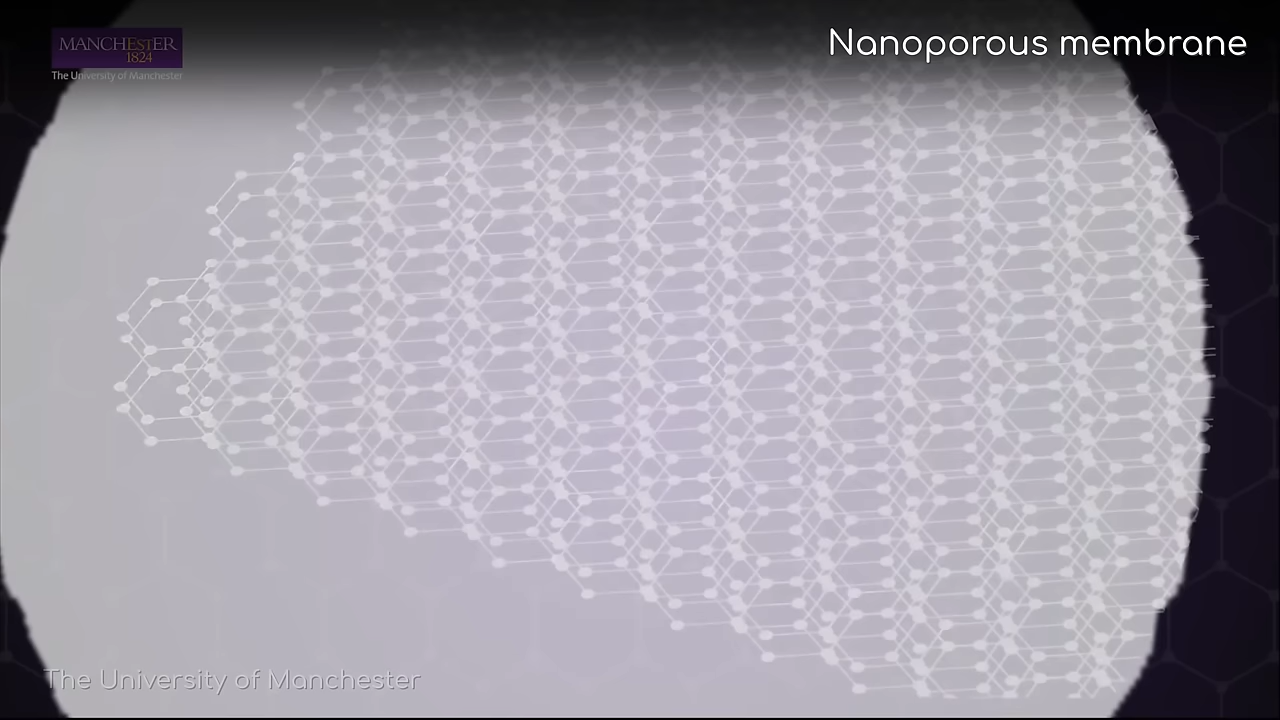 MANCHESTER
1824
The University of Manchester
Nanoporous membrane
The University of Manchester